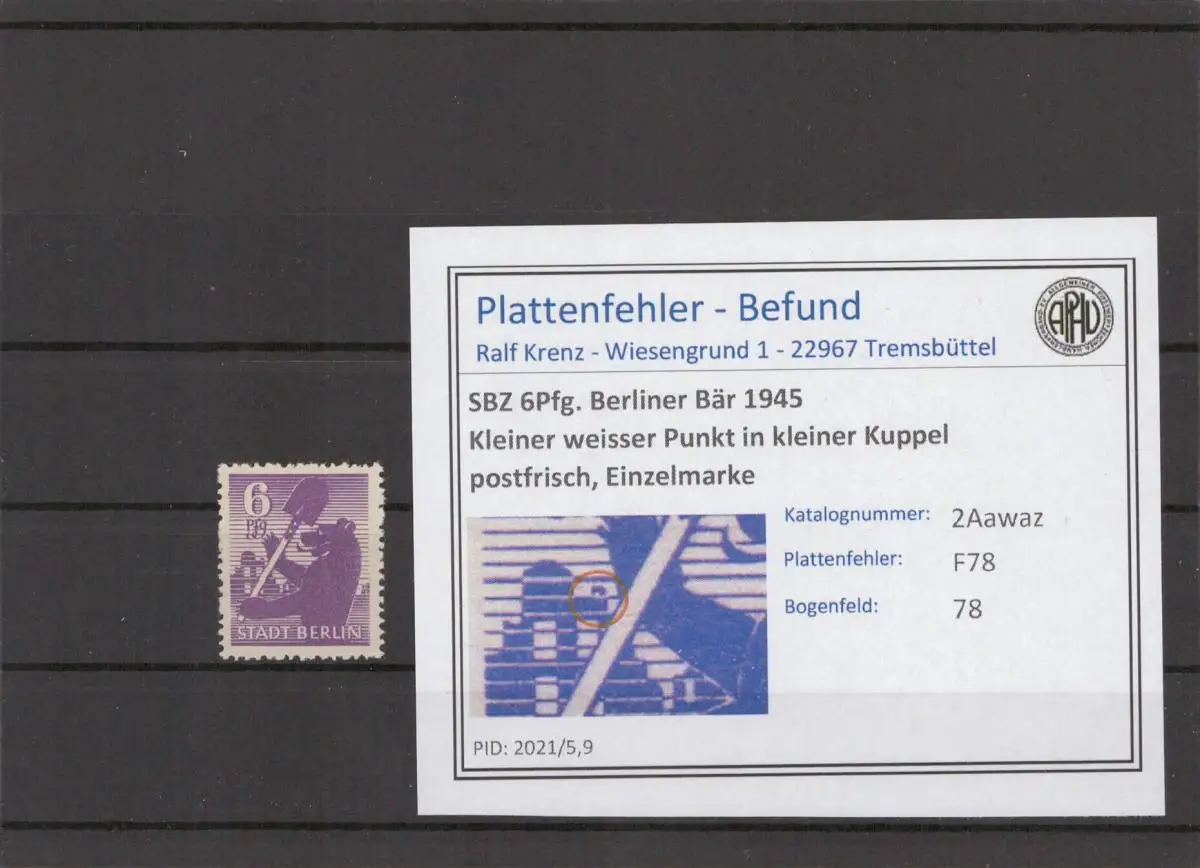 6
Pfg
STADT BERLIN
Plattenfehler - Befund
Ralf Krenz - Wiesengrund 1 - 22967 Tremsbüttel
APHV
SBZ 6Pfg. Berliner Bär 1945
Kleiner weisser Punkt in kleiner Kuppel
postfrisch, Einzelmarke
Katalognummer: 2Aawaz
Plattenfehler: F78
Bogenfeld: 78
PID: 2021/5,9